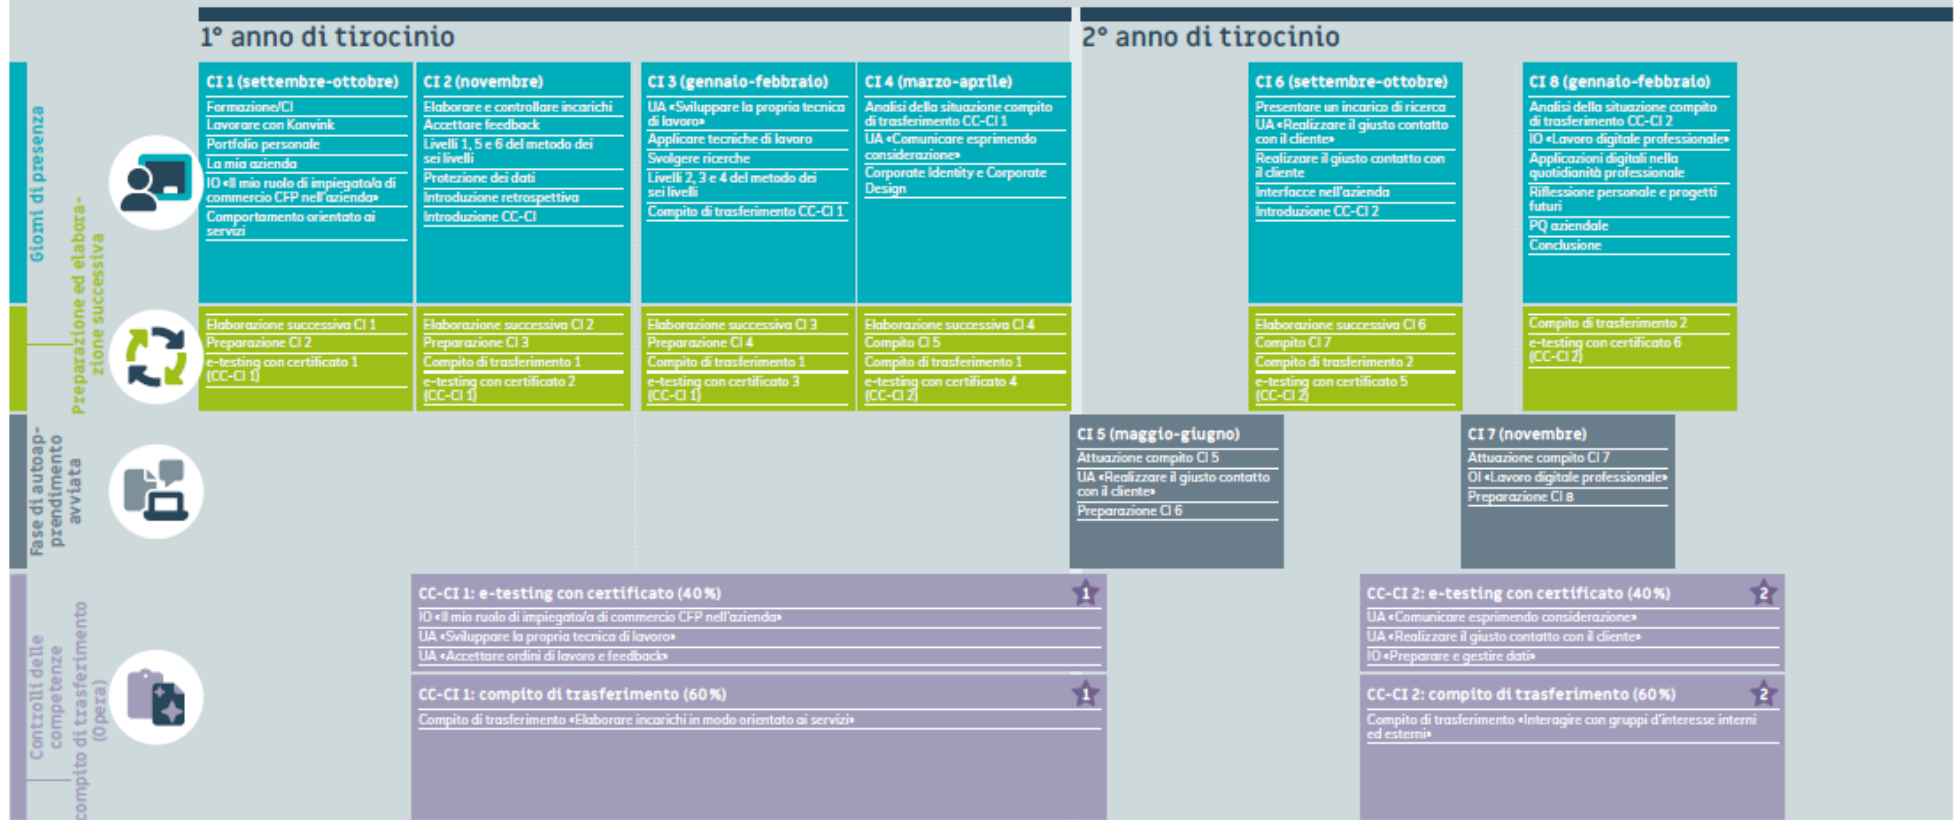 1° anno di tirocinio
2° anno di tirocinio
Giorni di presenza
CI 1 (settembre-ottobre)
Formazione/CI
Lavorare con Konvink
Portfolio personale
La mia azienda
IO «Il mio ruolo di impiegato/a di
commercio CFP nell'azienda»
Comportamento orientato ai
servizi
CI 2 (novembre)
Elaborare e controllare incarichi
Accettare feedback
Livelli 1, 5 e 6 del metodo dei
sei livelli
Protezione dei dati
Introduzione retrospettiva
Introduzione CC-CI
CI 3 (gennaio-febbraio)
UA «Sviluppare la propria tecnica
di lavoro»
Applicare tecniche di lavoro
Svolgere ricerche
Livelli 2, 3 e 4 del metodo dei
sei livelli
Compito di trasferimento CC-CI 1
CI 4 (marzo-aprile)
Analisi della situazione compito
di trasferimento CC-CI 1
UA «Comunicare esprimendo
considerazione»
Corporate Identity e Corporate
Design
CI 6 (settembre-ottobre)
Presentare un incarico di ricerca
UA «Realizzare il giusto contatto
con il cliente»
Realizzare il giusto contatto con
il cliente
Interfacce nell'azienda
Introduzione CC-CI 2
CI 8 (gennaio-febbraio)
Analisi della situazione compito
di trasferimento CC-CI 2
IO «Lavoro digitale professionale»
Applicazioni digitali nella
quotidianità professionale
Riflessione personale e progetti
futuri
PQ aziendale
Conclusione
Preparazione ed elabora-
zione successiva
Elaborazione successiva CI 1
Preparazione CI 2
e-testing con certificato 1
(CC-CI 1)
Elaborazione successiva CI 2
Preparazione CI 3
Compito di trasferimento 1
e-testing con certificato 2
(CC-CI 1)
Elaborazione successiva CI 3
Preparazione CI 4
Compito di trasferimento 1
e-testing con certificato 3
(CC-CI 1)
Elaborazione successiva CI 4
Compito CI 5
Compito di trasferimento 1
e-testing con certificato 4
(CC-CI 2)
Elaborazione successiva CI 6
Compito CI 7
Compito di trasferimento 2
e-testing con certificato 5
(CC-CI 2)
Compito di trasferimento 2
e-testing con certificato 6
(CC-CI 2)
Fase di autoap-
prendimento
avviata
CI 5 (maggio-giugno)
Attuazione compito CI 5
UA «Realizzare il giusto contatto
con il cliente»
Preparazione CI 6
CI 7 (novembre)
Attuazione compito CI 7
OI «Lavoro digitale professionale»
Preparazione CI 8
Controlli delle
competenze
compito di trasferimento
(Opera)
CC-CI 1: e-testing con certificato (40%)
1
IO «Il mio ruolo di impiegato/a di commercio CFP nell'azienda»
UA «Sviluppare la propria tecnica di lavoro»
UA «Accettare ordini di lavoro e feedback»
CC-CI 1: compito di trasferimento (60%)
1
Compito di trasferimento «Elaborare incarichi in modo orientato ai servizi»
CC-CI 2: e-testing con certificato (40%)
2
UA «Comunicare esprimendo considerazione»
UA «Realizzare il giusto contatto con il cliente»
IO «Preparare e gestire dati»
CC-CI 2: compito di trasferimento (60%)
2
Compito di trasferimento «Interagire con gruppi d'interesse interni
ed esterni»